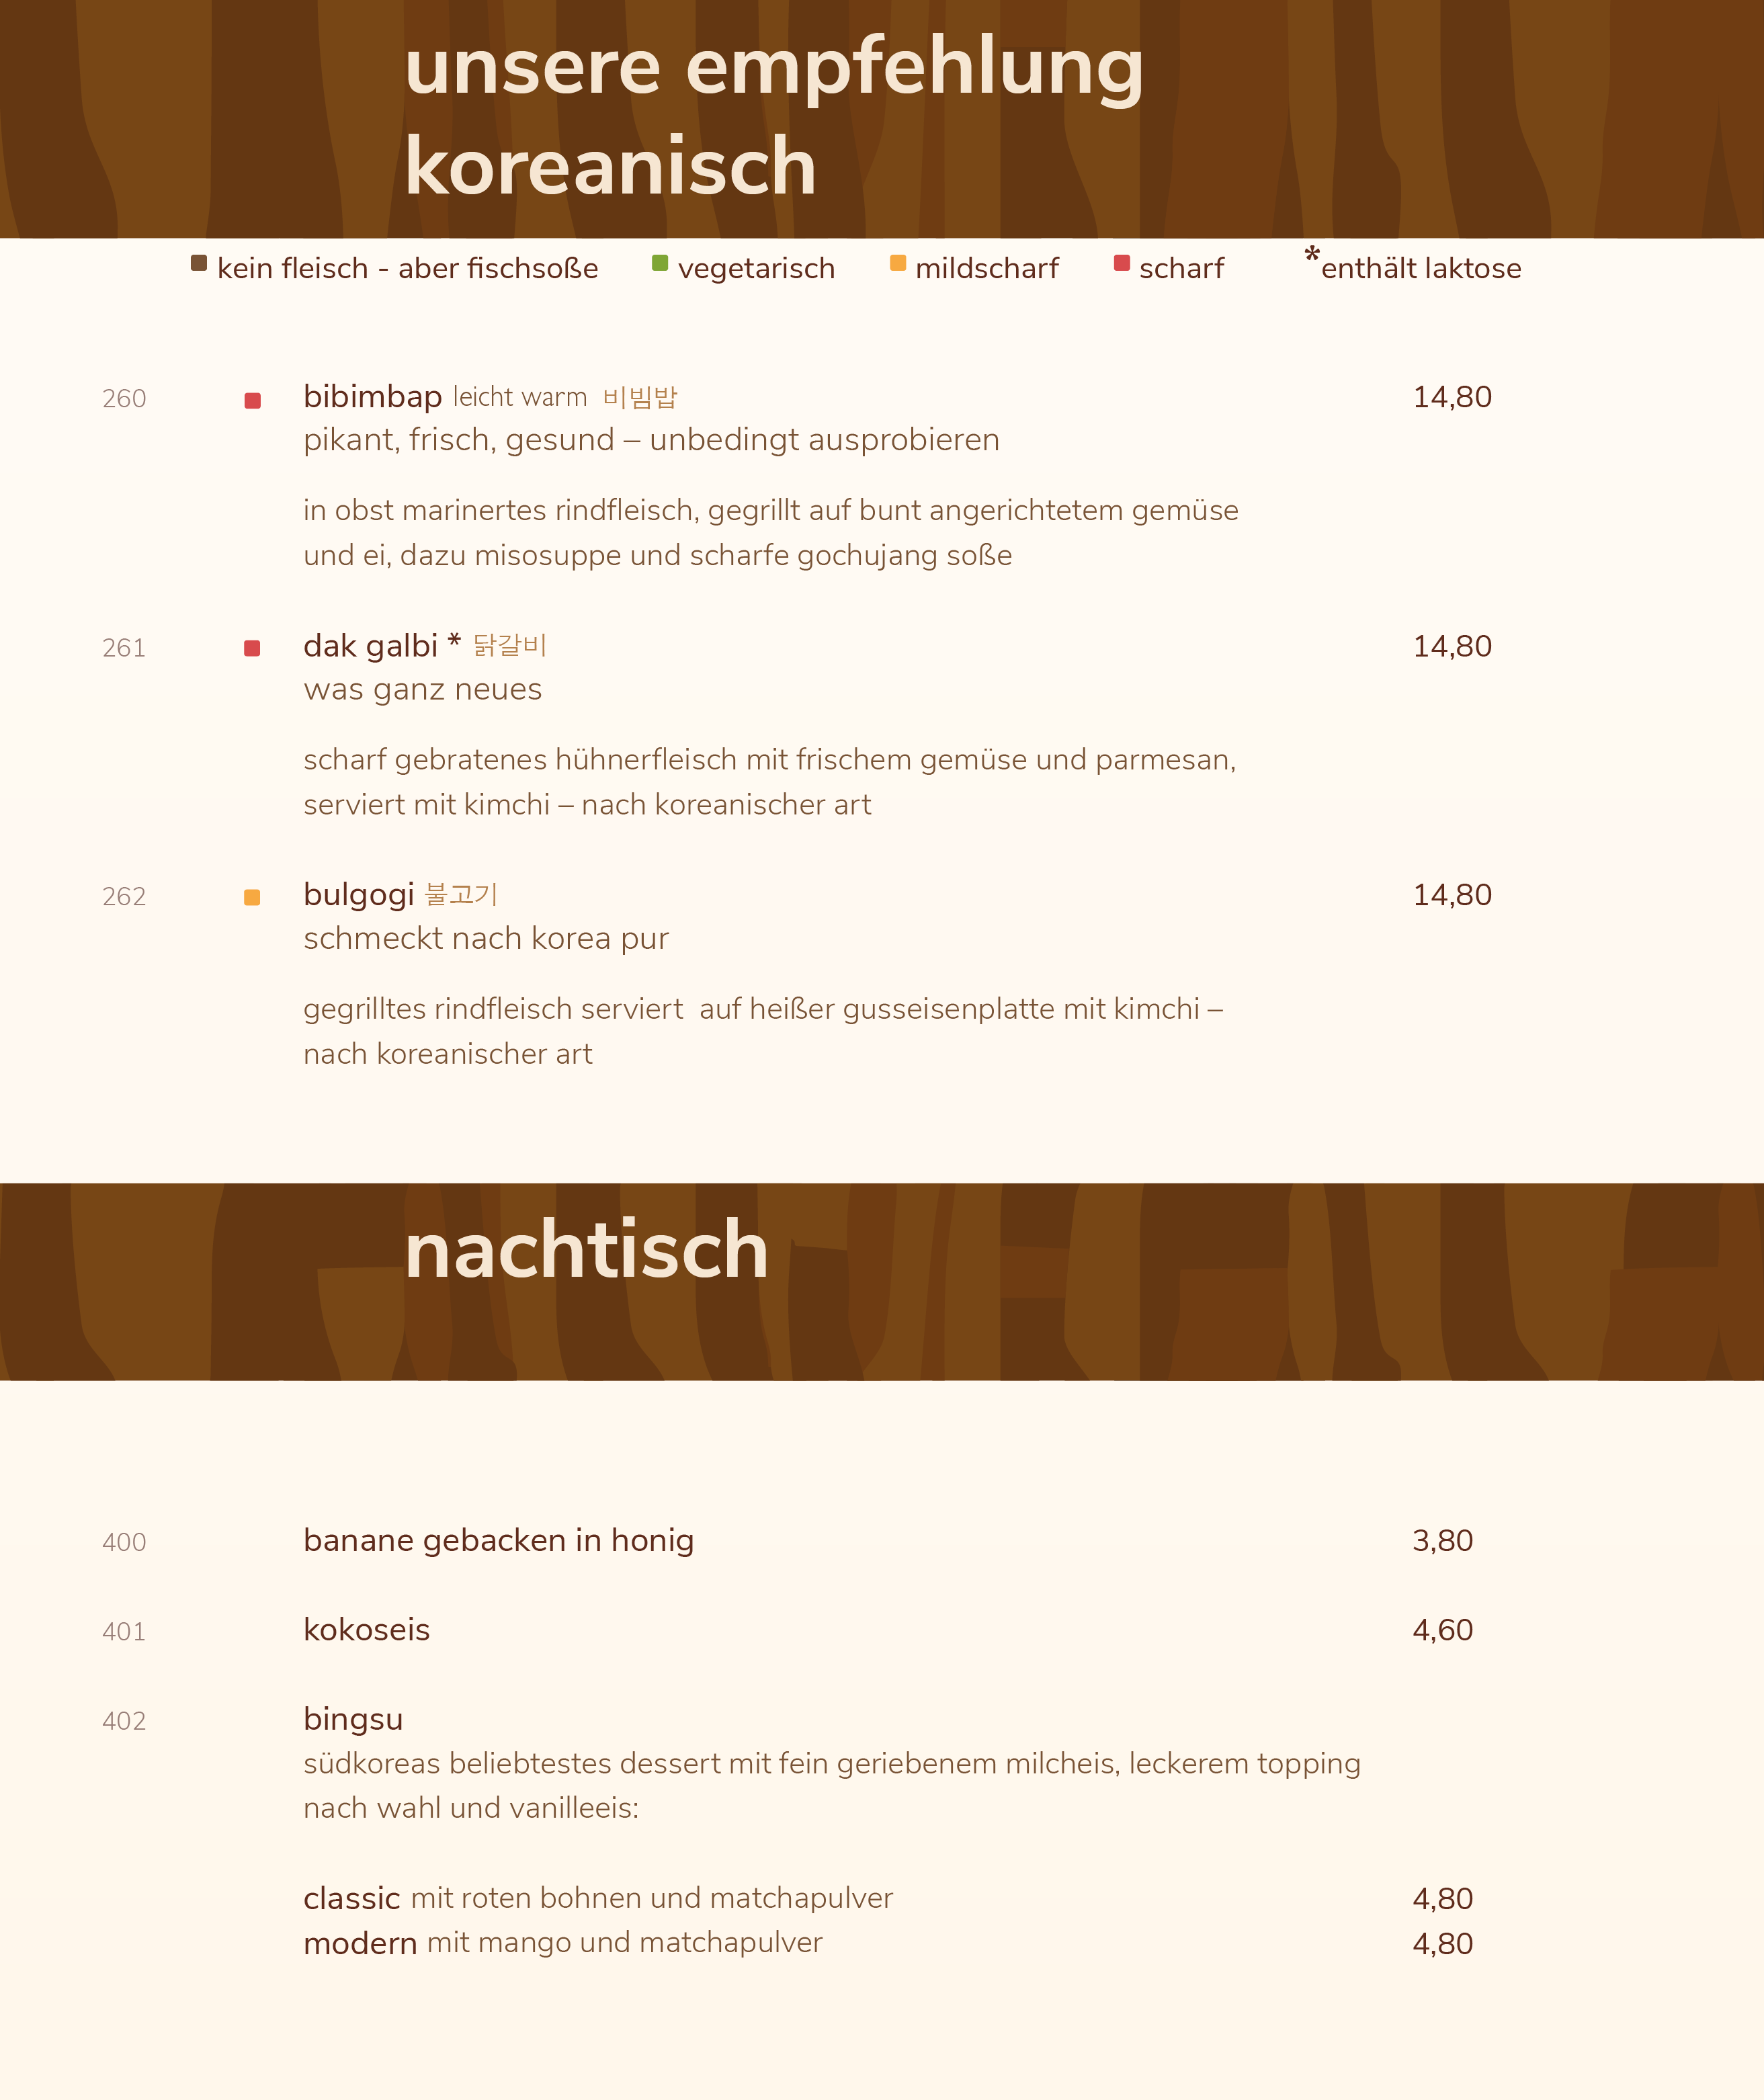 unsere empfehlung
koreanisch
kein fleisch - aber fischsoße vegetarisch mildscharf scharf *enthält laktose
260 bibimbap leicht warm 비빔밥 14,80
pikant, frisch, gesund – unbedingt ausprobieren
in obst marinertes rindfleisch, gegrillt auf bunt angerichtetem gemüse
und ei, dazu misosuppe und scharfe gochujang soße
261 dak galbi * 닭갈비 14,80
was ganz neues
scharf gebratenes hühnerfleisch mit frischem gemüse und parmesan,
serviert mit kimchi – nach koreanischer art
262 bulgogi 불고기 14,80
schmeckt nach korea pur
gegrilltes rindfleisch serviert auf heißer gusseisenplatte mit kimchi –
nach koreanischer art
nachtisch
400 banane gebacken in honig 3,80
401 kokoseis 4,60
402 bingsu
südkoreas beliebtestes dessert mit fein geriebenem milcheis, leckerem topping
nach wahl und vanilleeis:
classic mit roten bohnen und matchapulver 4,80
modern mit mango und matchapulver 4,80